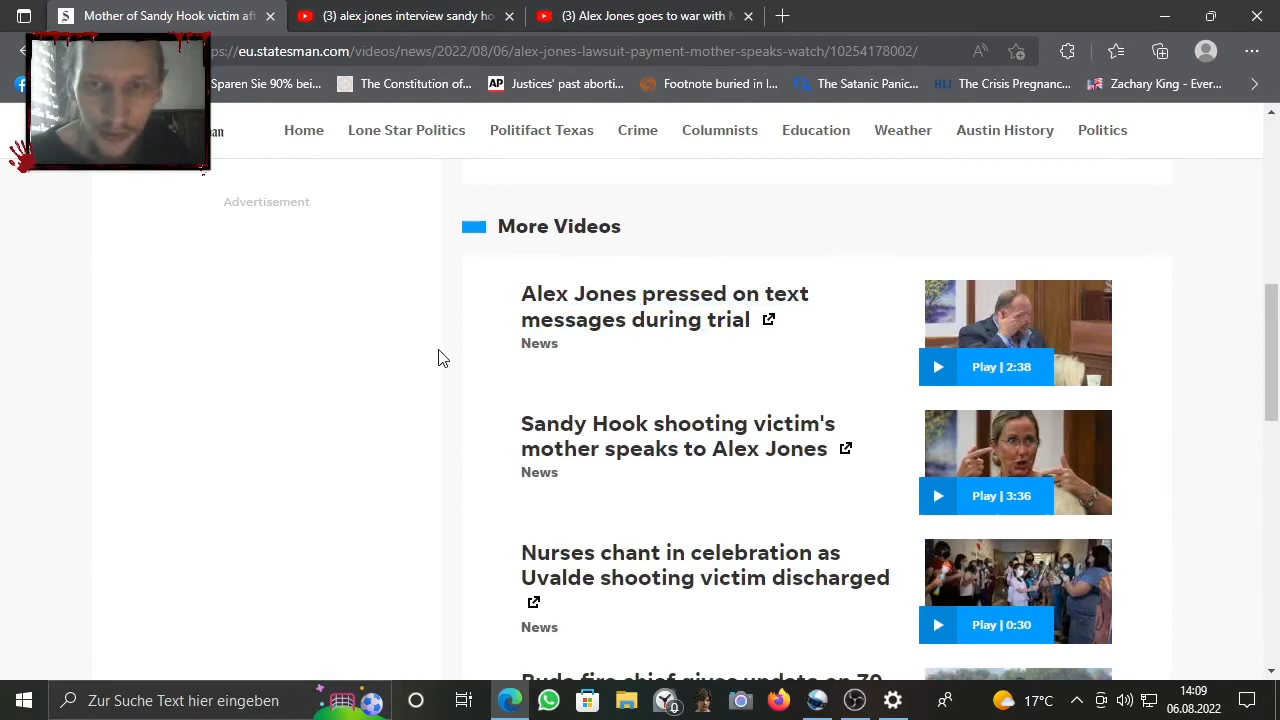 Mother of Sandy Hook victim aft
(3) alex jones interview sandy ho
(3) Alex Jones goes to war with N
ps://eu.statesman.com/videos/news/2022/08/06/alex-jones-lawsuit-payment-mother-speaks-watch/10254178002/
Sparen Sie 90% bei...
The Constitution of...
AP
Justices' past aborti...
Footnote buried in l...
The Satanic Pand...
HLI
The Crisis Pregnanc...
Zachary King - Ever...
man
Home
Lone Star Politics
Politifact Texas
Crime
Columnists
Education
Weather
Austin History
Politics
Advertisement
More Videos
Alex Jones pressed on text
messages during trial
News
Play | 2:38
Sandy Hook shooting victim's
mother speaks to Alex Jones
News
Play | 3:36
Nurses chant in celebration as
Uvalde shooting victim discharged
News
Play | 0:30
Zur Suche Text hier eingeben
17°C
14:09
06.08.2022